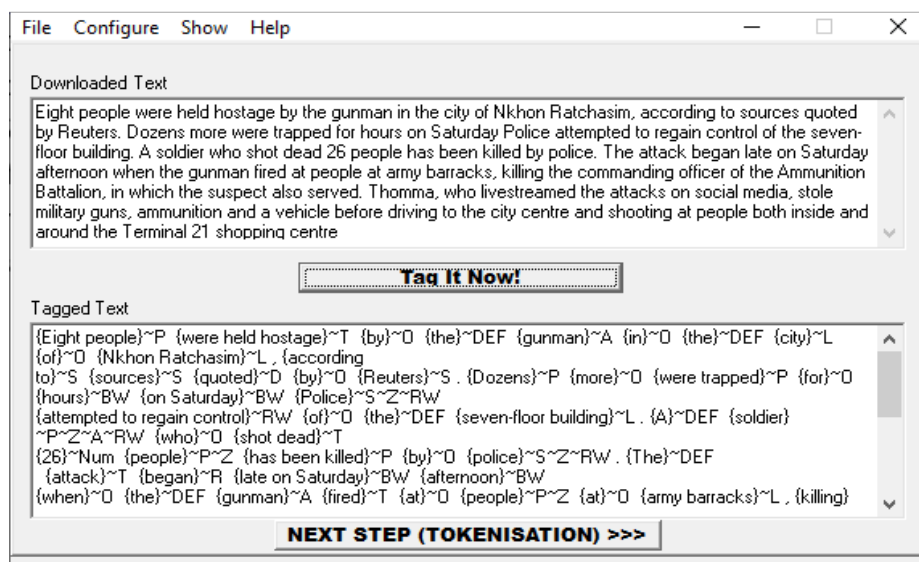 File Configure Show Help
Downloaded Text
Eight people were held hostage by the gunman in the city of Nkhon Ratchasim, according to sources quoted
by Reuters. Dozens more were trapped for hours on Saturday Police attempted to regain control of the seven-
floor building. A soldier who shot dead 26 people has been killed by police. The attack began late on Saturday
afternoon when the gunman fired at people at army barracks, killing the commanding officer of the Ammunition
Battalion, in which the suspect also served. Thomma, who livestreamed the attacks on social media, stole
military guns, ammunition and a vehicle before driving to the city centre and shooting at people both inside and
around the Terminal 21 shopping centre
Tag It Now!
Tagged Text
{Eight people}~P {were held hostage}~T {by}~O {the}~DEF {gunman}~A {in}~O {the}~DEF {city}~L
{of}~O {Nkhon Ratchasim}~L , {according
to}~S {sources}~S {quoted}~D {by}~O {Reuters}~S . {Dozens}~P {more}~O {were trapped}~P {for}~O
{hours}~BW {on Saturday}~BW {Police}~S~Z~RW
{attempted to regain control}~RW {of}~O {the}~DEF {seven-floor building}~L . {A}~DEF {soldier}
~P~Z~A~RW {who}~O {shot dead}~T
{26}~Num {people}~P~Z {has been killed}~P {by}~O {police}~S~Z~RW . {The}~DEF
{attack}~T {began}~R {late on Saturday}~BW {afternoon}~BW
{when}~O {the}~DEF {gunman}~A {fired}~T {at}~O {people}~P~Z {at}~O {army barracks}~L , {killing}
NEXT STEP (TOKENISATION) >>>